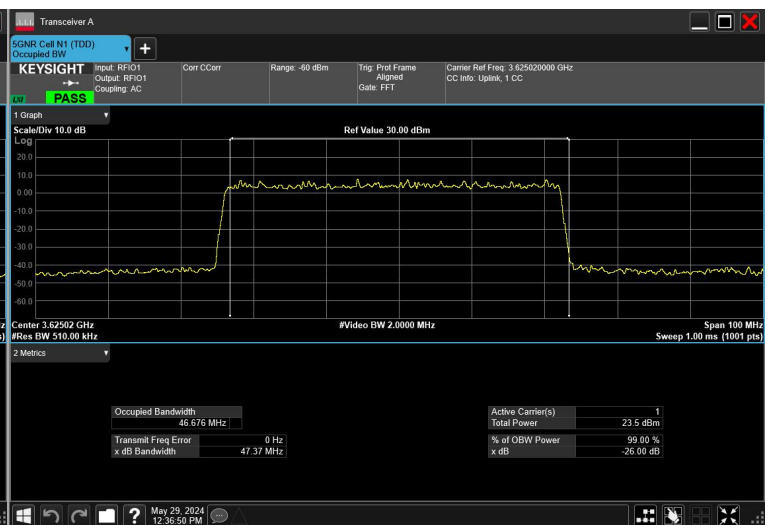 Transceiver A
5GNR Cell N1 (TDD)
Occupied BW
+
KEYSIGHT
Input: RFIO1
Output: RFIO1
Coupling: AC
Corr CCorr
Range: -60 dBm
Trig: Prot Frame
Aligned
Gate: FFT
Carrier Ref Freq: 3.625020000 GHz
CC Info: Uplink, 1 CC
LXI
PASS
1 Graph
Scale/Div 10.0 dB
Ref Value 30.00 dBm
Log
20.0
10.0
0.00
-10.0
-20.0
-30.0
-40.0
-50.0
-60.0
Center 3.62502 GHz
#Video BW 2.0000 MHz
Span 100 MHz
#Res BW 510.00 kHz
Sweep 1.00 ms (1001 pts)
2 Metrics
Occupied Bandwidth
46.676 MHz
Transmit Freq Error 0 Hz
x dB Bandwidth 47.37 MHz
Active Carrier(s) 1
Total Power 23.5 dBm
% of OBW Power 99.00 %
x dB -26.00 dB
?
May 29, 2024
12:36:50 PM